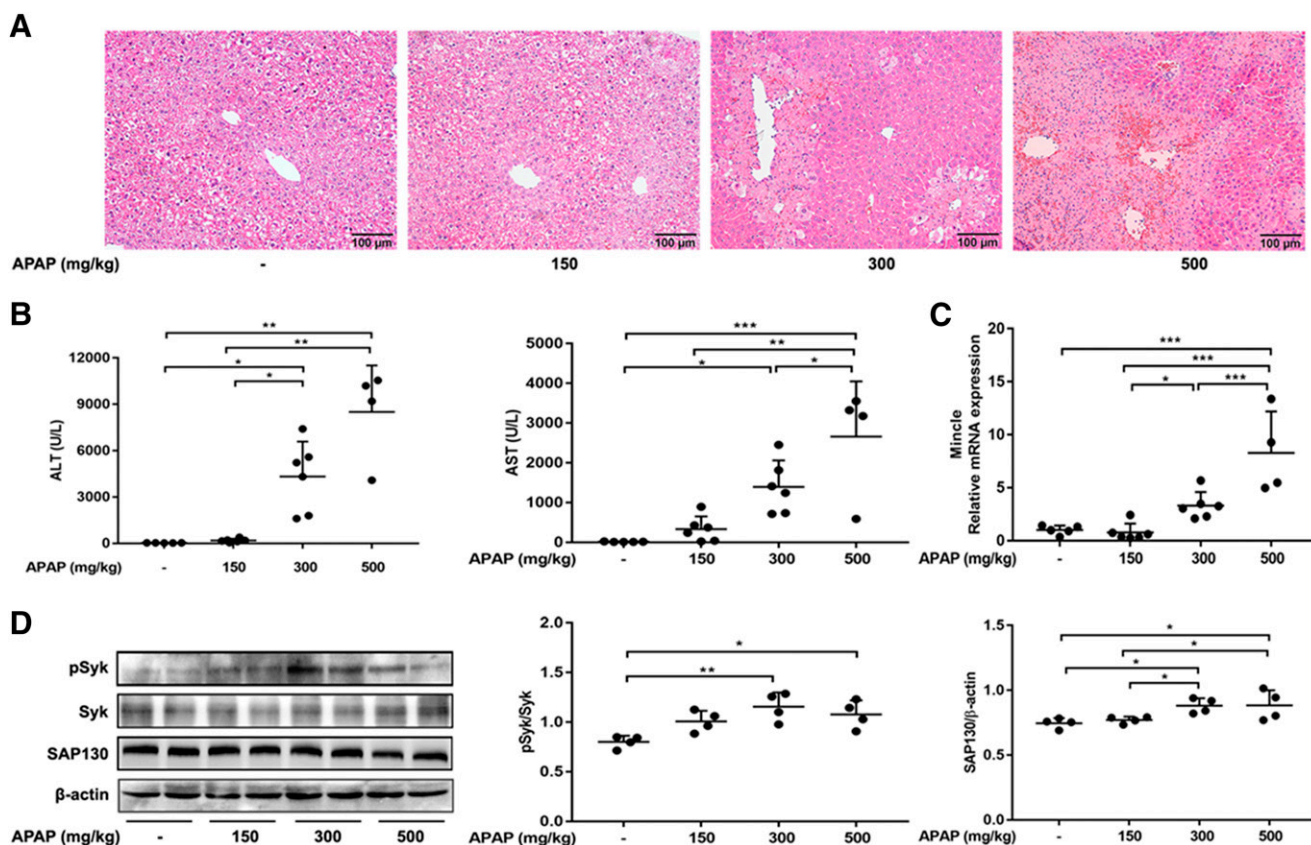 A
100 µm
100 µm
100 µm
100 µm
APAP (mg/kg) - 150 300 500
B
C
**
**
*
*
12000
9000
6000
3000
0
ALT (U/L)
APAP (mg/kg) - 150 300 500
***
**
*
*
5000
4000
3000
2000
1000
0
AST (U/L)
APAP (mg/kg) - 150 300 500
***
***
*
***
20
15
10
5
0
Mincle
Relative mRNA expression
APAP (mg/kg) - 150 300 500
D
pSyk
Syk
SAP130
β-actin
APAP (mg/kg) - 150 300 500
*
**
2.0
1.5
1.0
0.5
0.0
pSyk/Syk
APAP (mg/kg) - 150 300 500
*
*
*
*
1.5
1.0
0.5
0.0
SAP130/β-actin
APAP (mg/kg) - 150 300 500